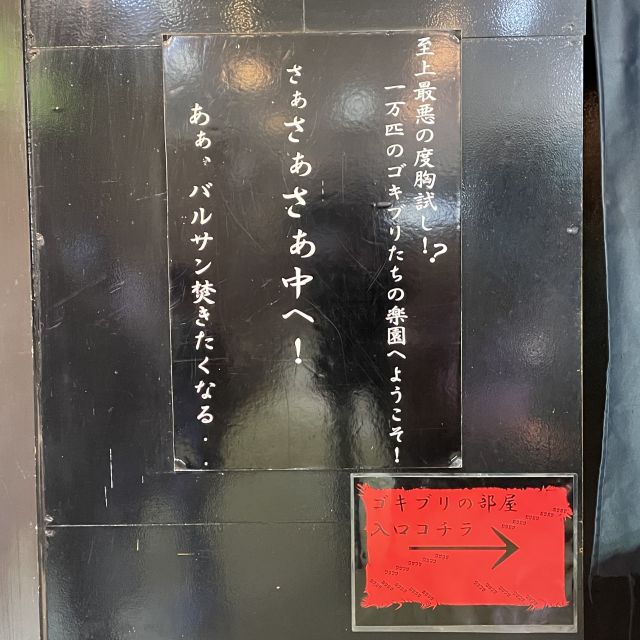 至上最悪の度胸試し!?
一万匹のゴキブリたちの楽園へようこそ!
さぁさぁさぁ中へ!
あぁ、バルサン焚きたくなる．．
ゴキブリの部屋
入口コチラ